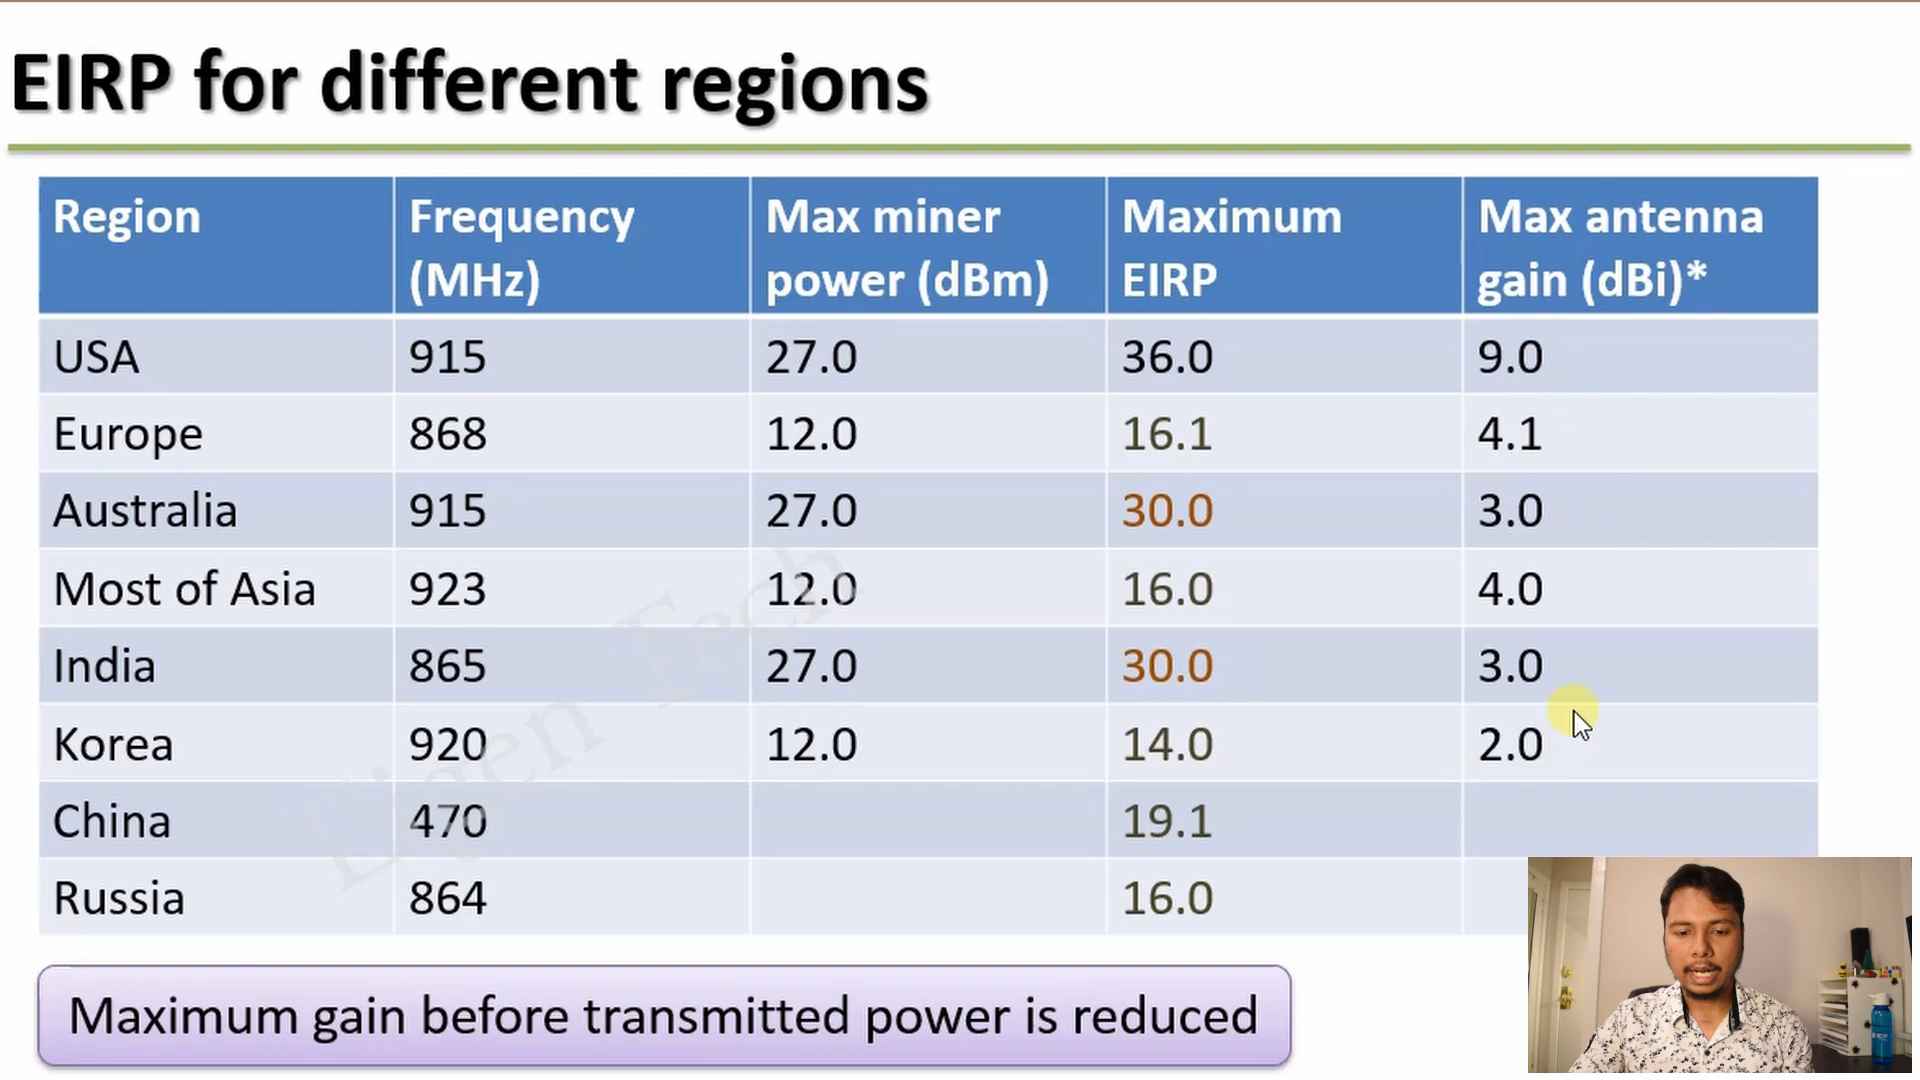 EIRP for different regions
Region Frequency (MHz) Max miner power (dBm) Maximum EIRP Max antenna gain (dBi)*
USA 915 27.0 36.0 9.0
Europe 868 12.0 16.1 4.1
Australia 915 27.0 30.0 3.0
Most of Asia 923 12.0 16.0 4.0
India 865 27.0 30.0 3.0
Korea 920 12.0 14.0 2.0
China 470 19.1
Russia 864 16.0
Eigen Tech
Maximum gain before transmitted power is reduced